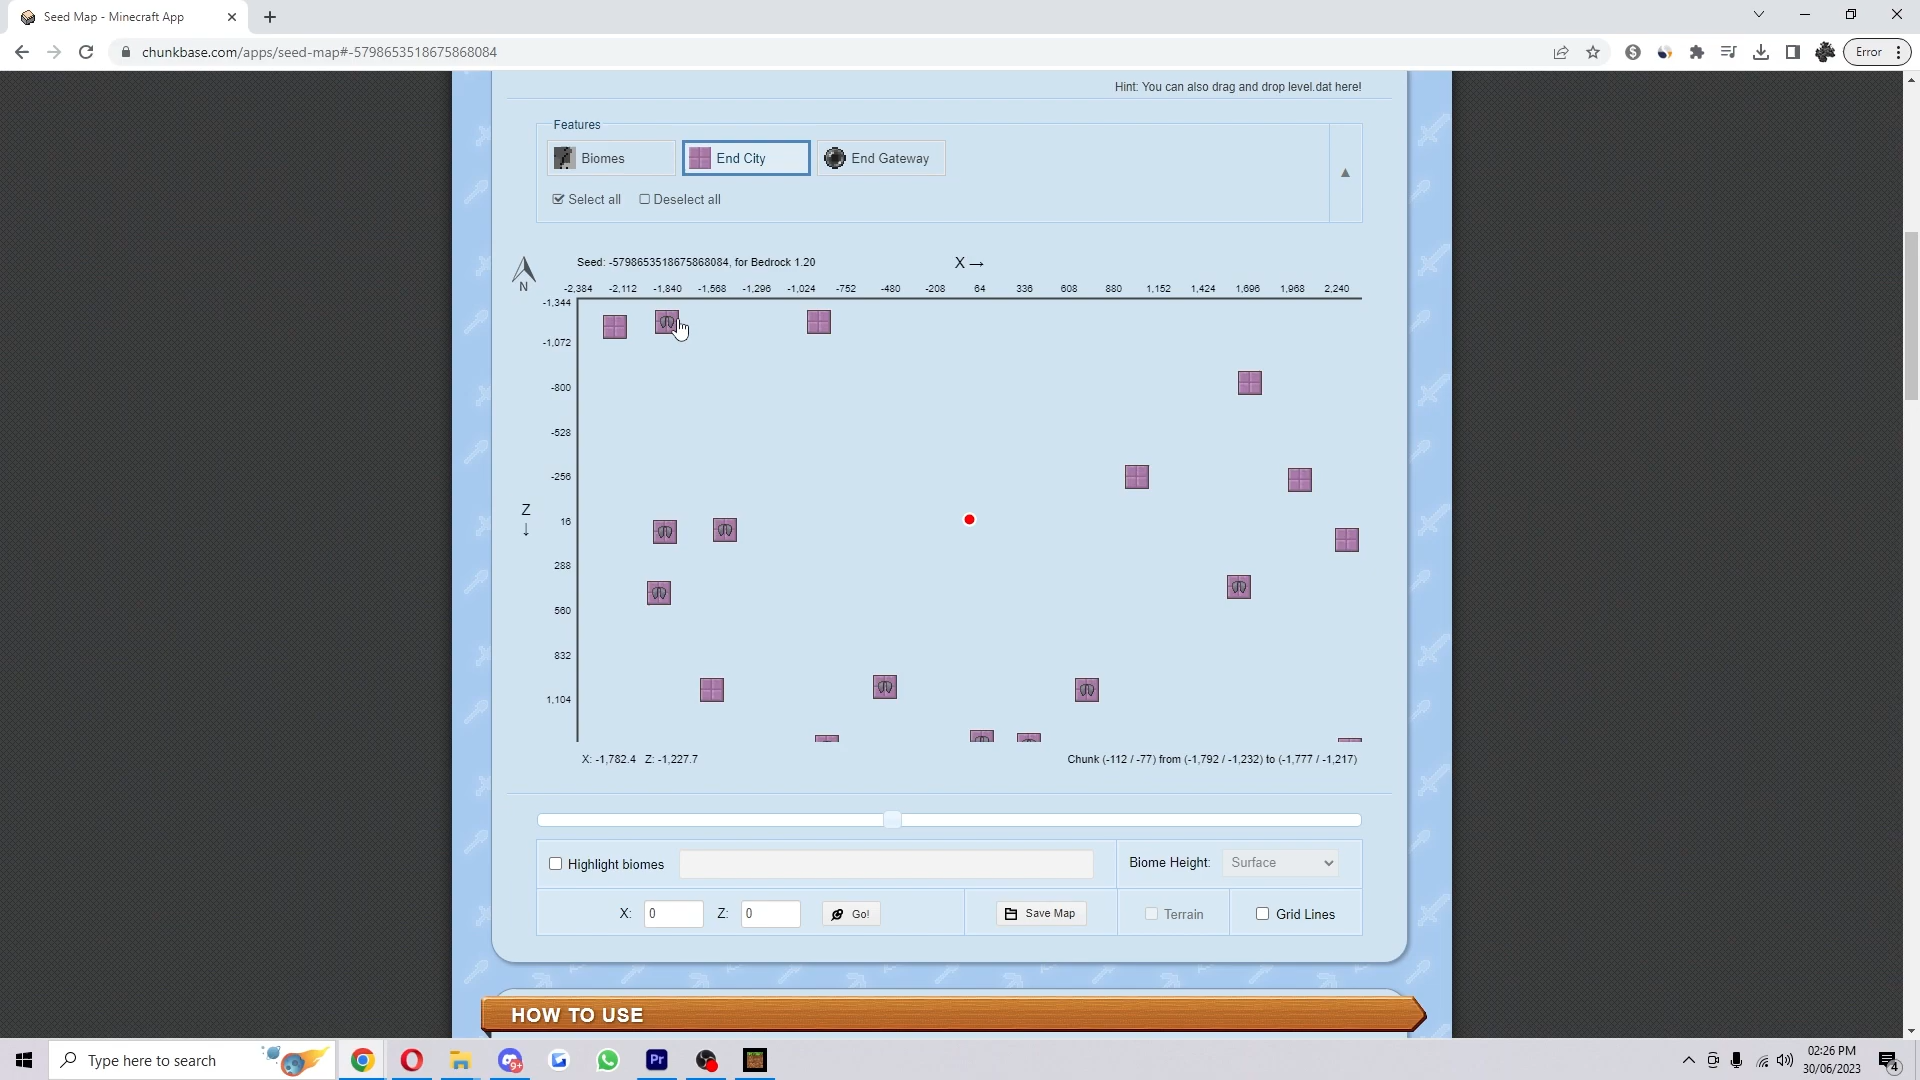 Seed Map - Minecraft App
chunkbase.com/apps/seed-map#-5798653518675868084
Error
Hint: You can also drag and drop level.dat here!
Features
Biomes
End City
End Gateway
Select all
Deselect all
Seed: -5798653518675868084, for Bedrock 1.20
X →
N
-2,384 -2,112 -1,840 -1,568 -1,296 -1,024 -752 -480 -208 64 336 608 880 1,152 1,424 1,696 1,968 2,240
-1,344
-1,072
-800
-528
-256
Z
↓
16
288
560
832
1,104
X: -1,782.4 Z: -1,227.7
Chunk (-112 / -77) from (-1,792 / -1,232) to (-1,777 / -1,217)
Highlight biomes
Biome Height: Surface
X: 0 Z: 0 Go!
Save Map
Terrain
Grid Lines
HOW TO USE
Type here to search
9+
Pr
02:26 PM
30/06/2023
4